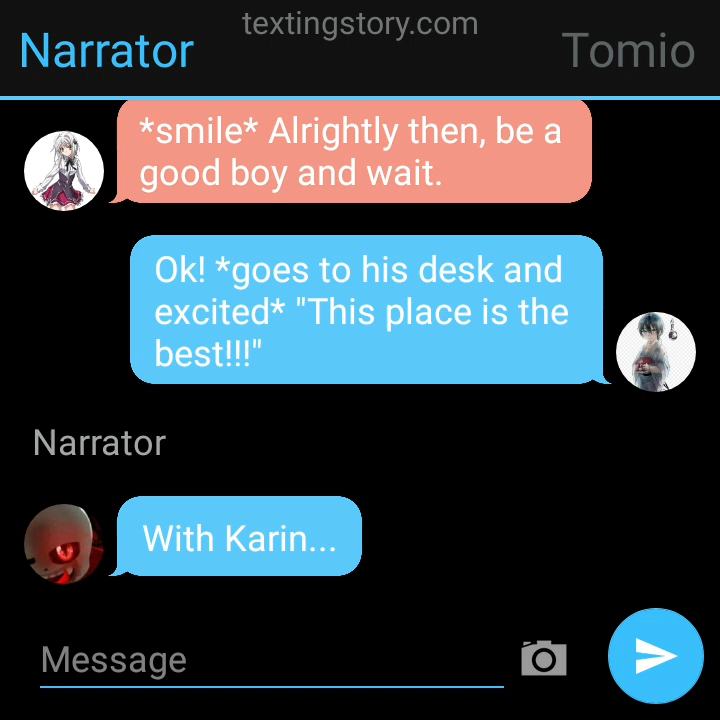 textingstory.com
Narrator
Tomio
*smile* Alrightly then, be a
good boy and wait.
Ok! *goes to his desk and
excited* "This place is the
best!!!"
Narrator
With Karin...
Message